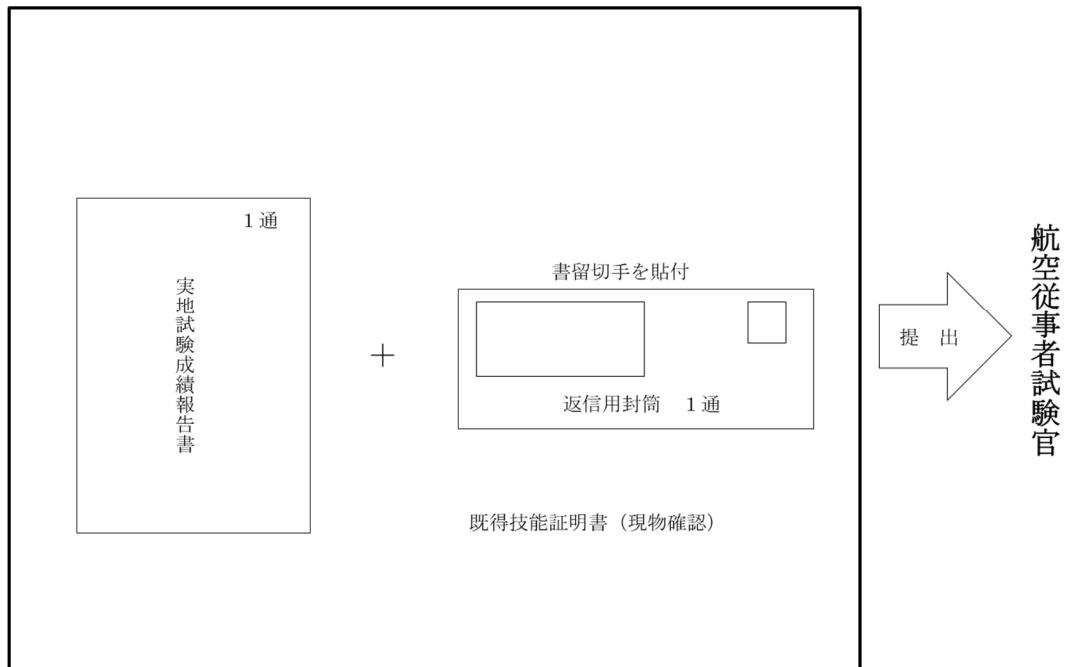 １通
実地試験成績報告書
＋
書留切手を貼付
返信用封筒　１通
既得技能証明書（現物確認）
提　出
航空従事者試験官